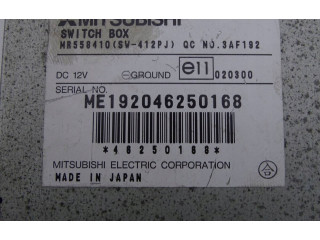 MITSUBISHI
SWITCH BOX
MR558410(SW-412PJ) QC NO.3AF192
DC 12V ⊖GROUND e11 020300
SERIAL NO.
ME192046250168
*46250168*
MITSUBISHI ELECTRIC CORPORATION
MADE IN JAPAN 合